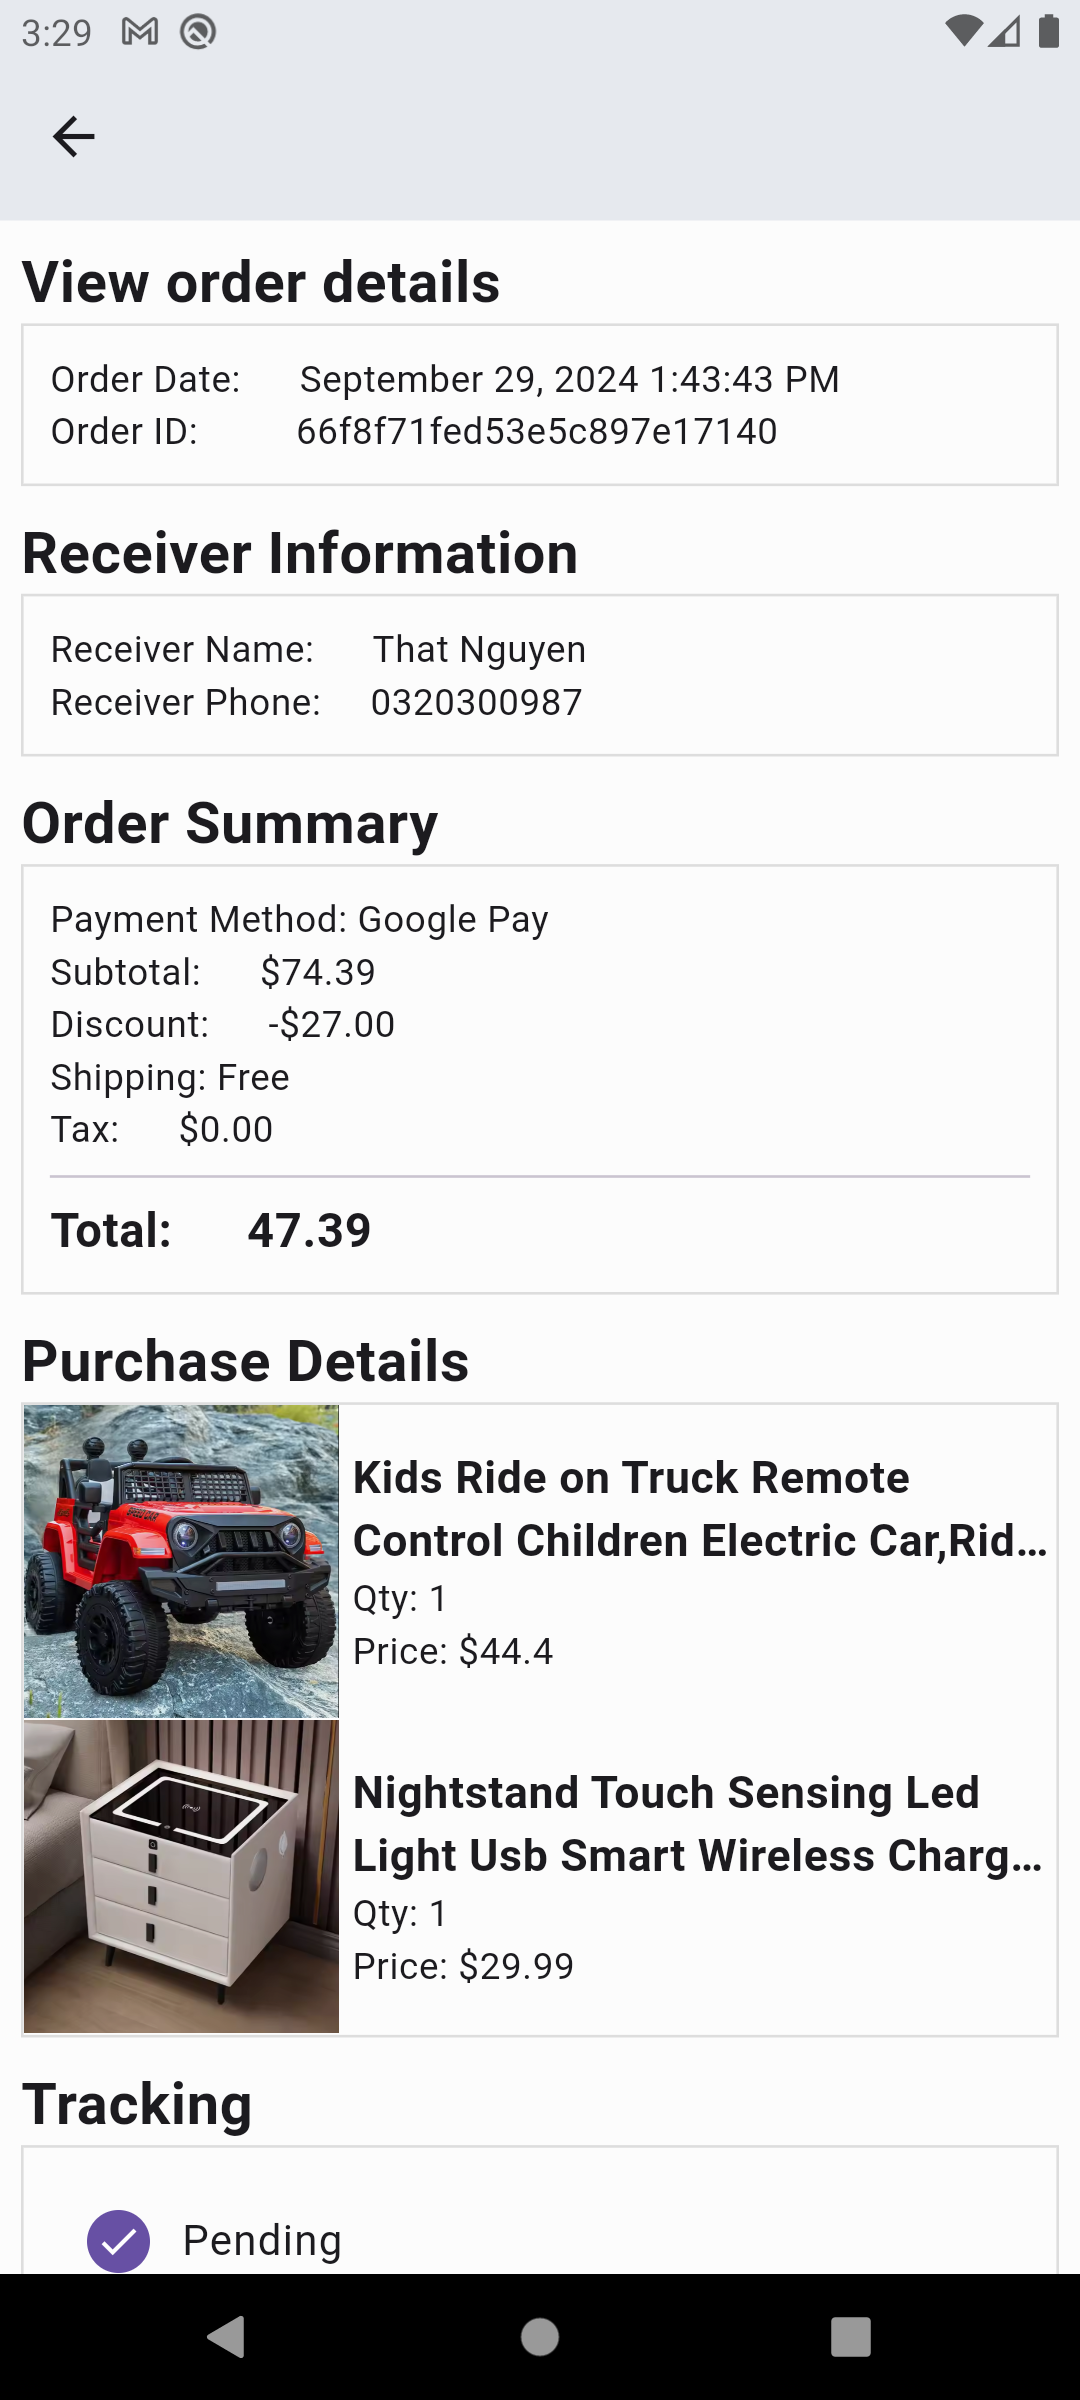 3:29
View order details
Order Date: September 29, 2024 1:43:43 PM
Order ID: 66f8f71fed53e5c897e17140
Receiver Information
Receiver Name: That Nguyen
Receiver Phone: 0320300987
Order Summary
Payment Method: Google Pay
Subtotal: $74.39
Discount: -$27.00
Shipping: Free
Tax: $0.00
Total: 47.39
Purchase Details
Kids Ride on Truck Remote
Control Children Electric Car,Rid...
Qty: 1
Price: $44.4
Nightstand Touch Sensing Led
Light Usb Smart Wireless Charg...
Qty: 1
Price: $29.99
Tracking
Pending